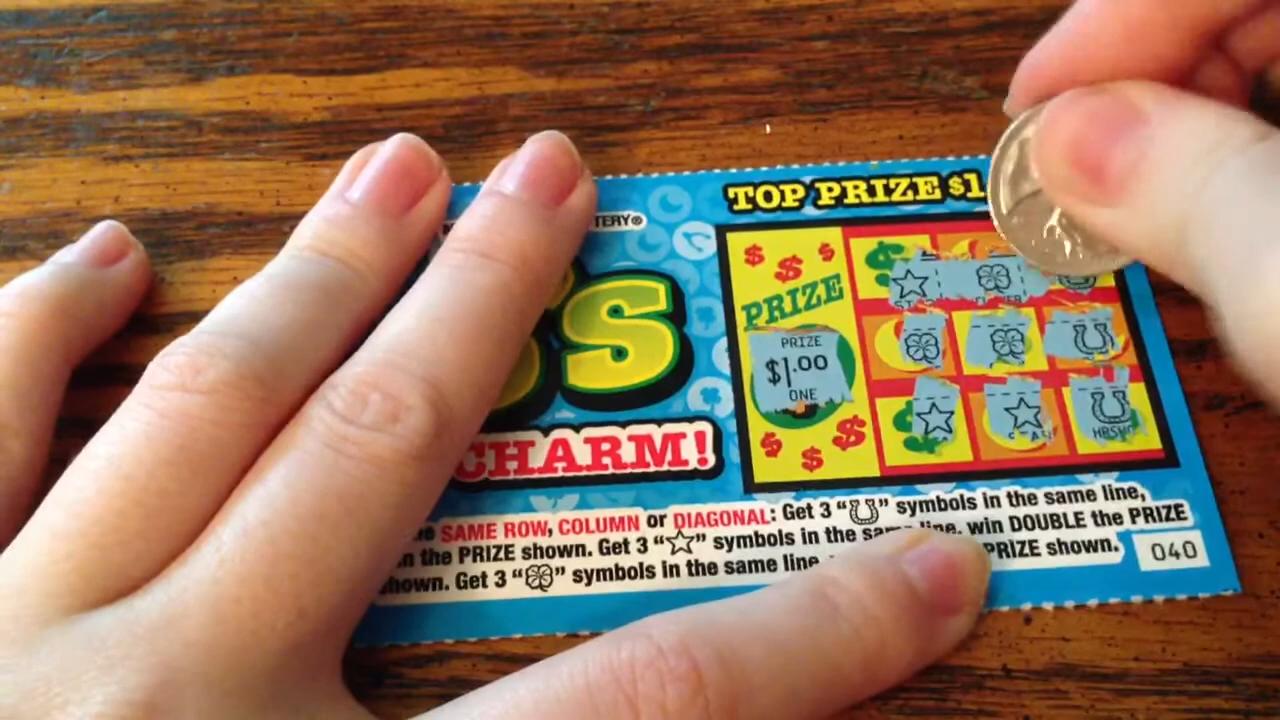 TERY®
TOP PRIZE $1
'S
CHARM!
PRIZE
PRIZE
$1.00
ONE
HRSH
SAME ROW, COLUMN or DIAGONAL: Get 3 " " symbols in the same line,
the PRIZE shown. Get 3 " " symbols in the same line, win DOUBLE the PRIZE
shown. Get 3 " " symbols in the same line PRIZE shown.
040